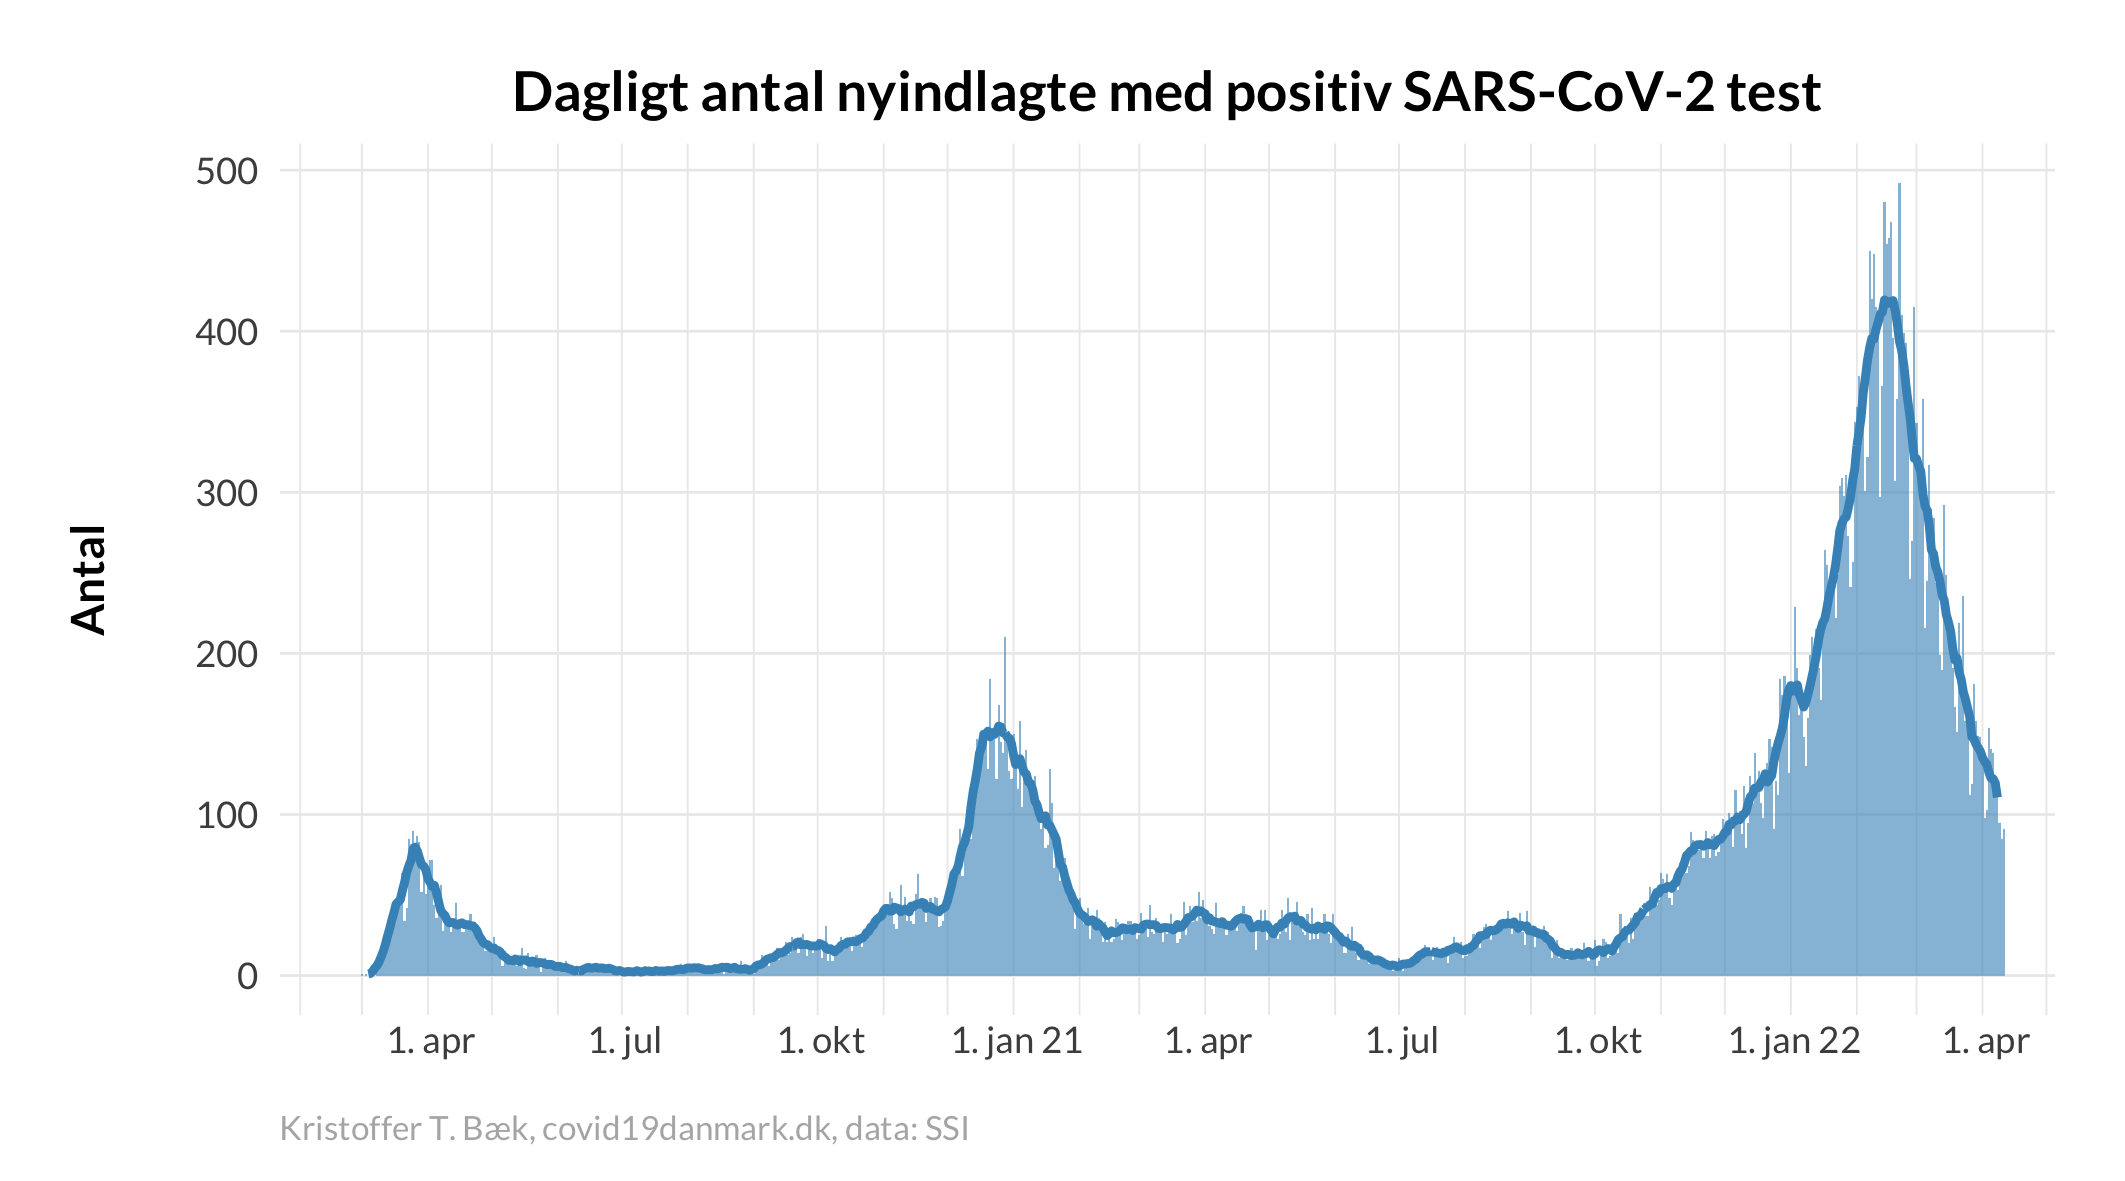 Dagligt antal nyindlagte med positiv SARS-CoV-2 test
500
400
300
200
100
0
Antal
1. apr
1. jul
1. okt
1. jan 21
1. apr
1. jul
1. okt
1. jan 22
1. apr
Kristoffer T. Bæk, covid19danmark.dk, data: SSI